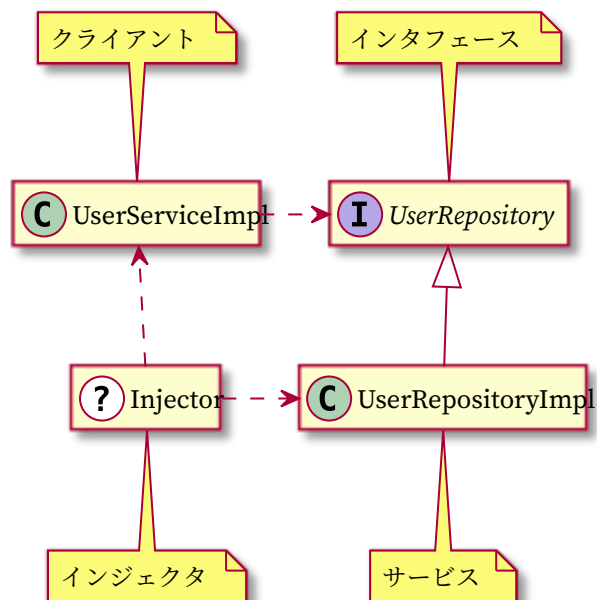 クライアント
インタフェース
C UserServiceImpl
I UserRepository
? Injector
C UserRepositoryImpl
インジェクタ
サービス